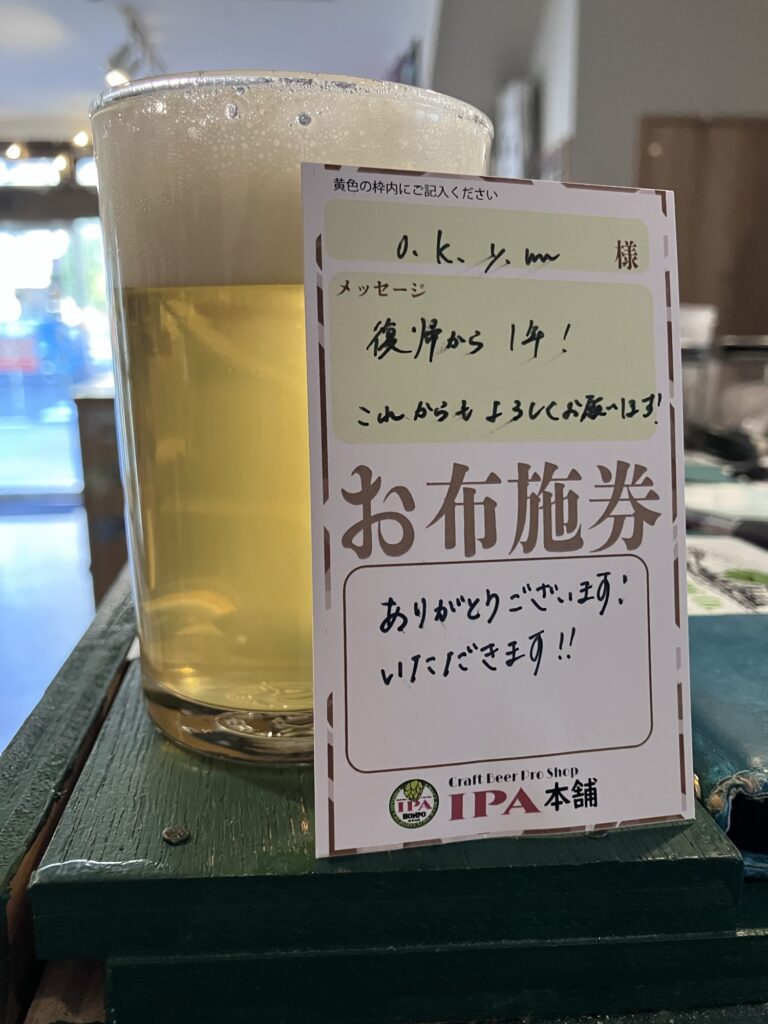 黄色の枠内にご記入ください
o. k. y. m 様
メッセージ
復帰から 1年!
これからもよろしくお願いします!
お布施券
ありがとうございます!
いただきます!!
Craft Beer Pro Shop
IPA 本舗
IPA
HONPO